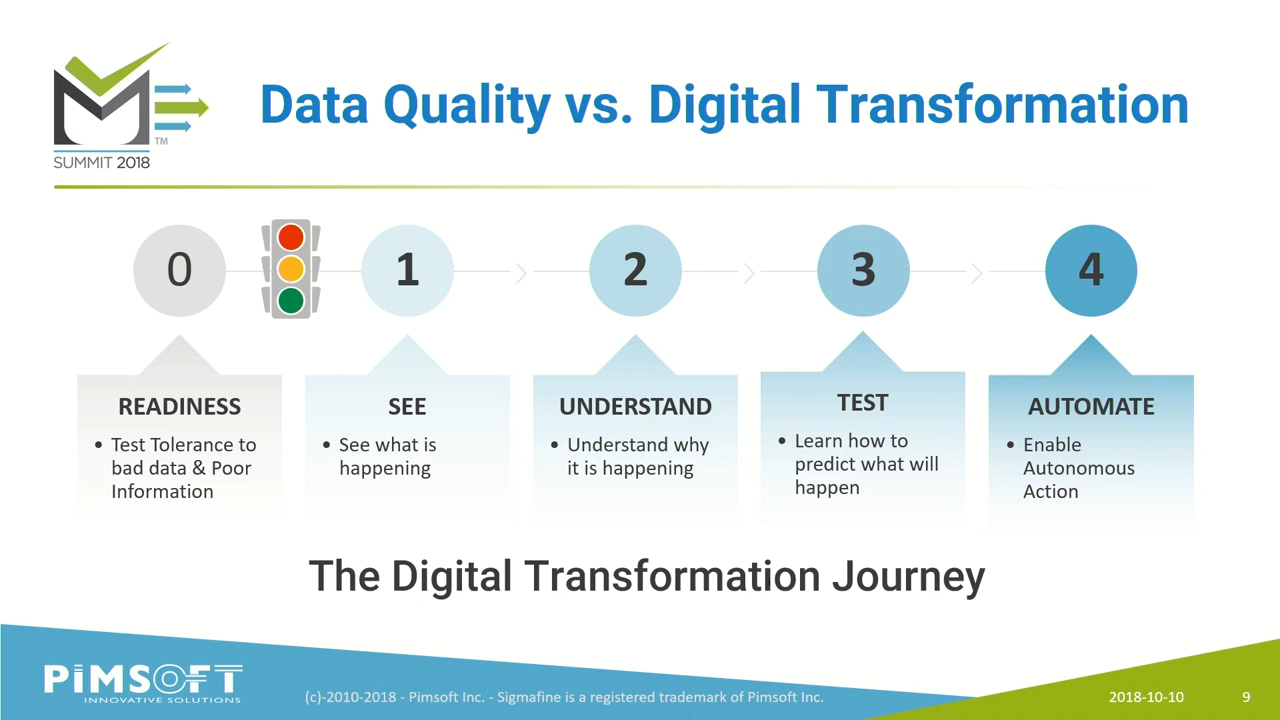 Data Quality vs. Digital Transformation
TM
SUMMIT 2018
0
1
2
3
4
READINESS
• Test Tolerance to
bad data & Poor
Information
SEE
• See what is
happening
UNDERSTAND
• Understand why
it is happening
TEST
• Learn how to
predict what will
happen
AUTOMATE
• Enable
Autonomous
Action
The Digital Transformation Journey
PiMSOFT
INNOVATIVE SOLUTIONS
(c)-2010-2018 - Pimsoft Inc. - Sigmafine is a registered trademark of Pimsoft Inc.
2018-10-10
9